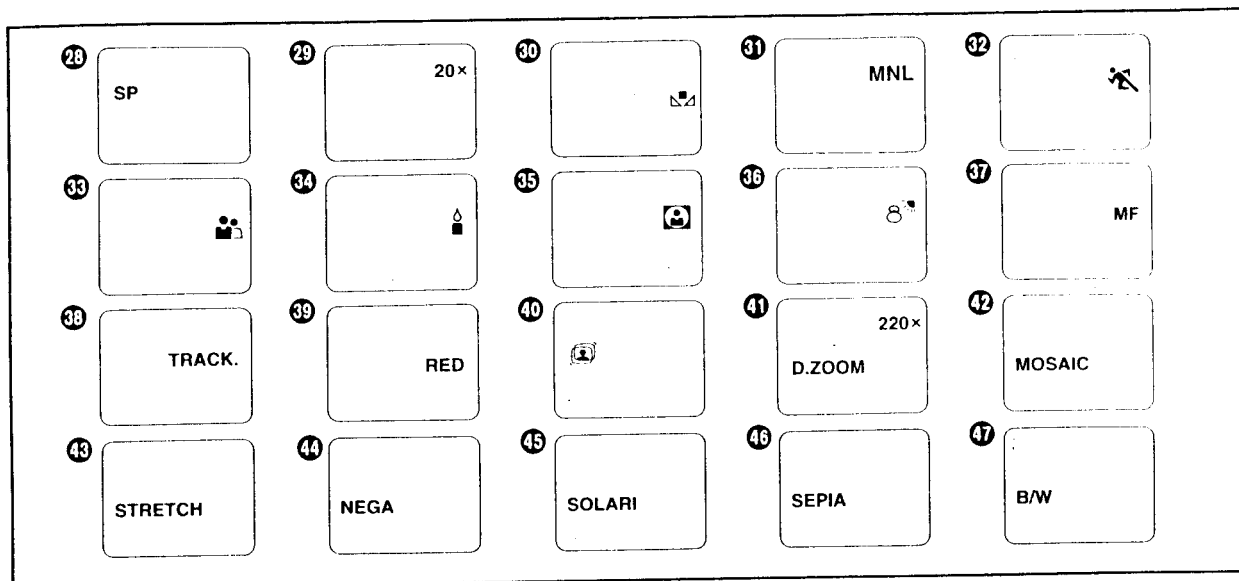 28 SP
29 20×
30
31 MNL
32
33
34
35
36
37 MF
38 TRACK.
39 RED
40
41 220× D.ZOOM
42 MOSAIC
43 STRETCH
44 NEGA
45 SOLARI
46 SEPIA
47 B/W